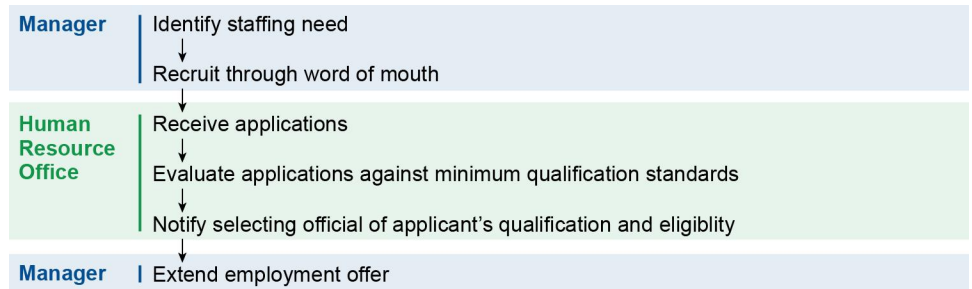 Manager
Identify staffing need
Recruit through word of mouth
Human
Resource
Office
Receive applications
Evaluate applications against minimum qualification standards
Notify selecting official of applicant’s qualification and eligiblity
Manager
Extend employment offer